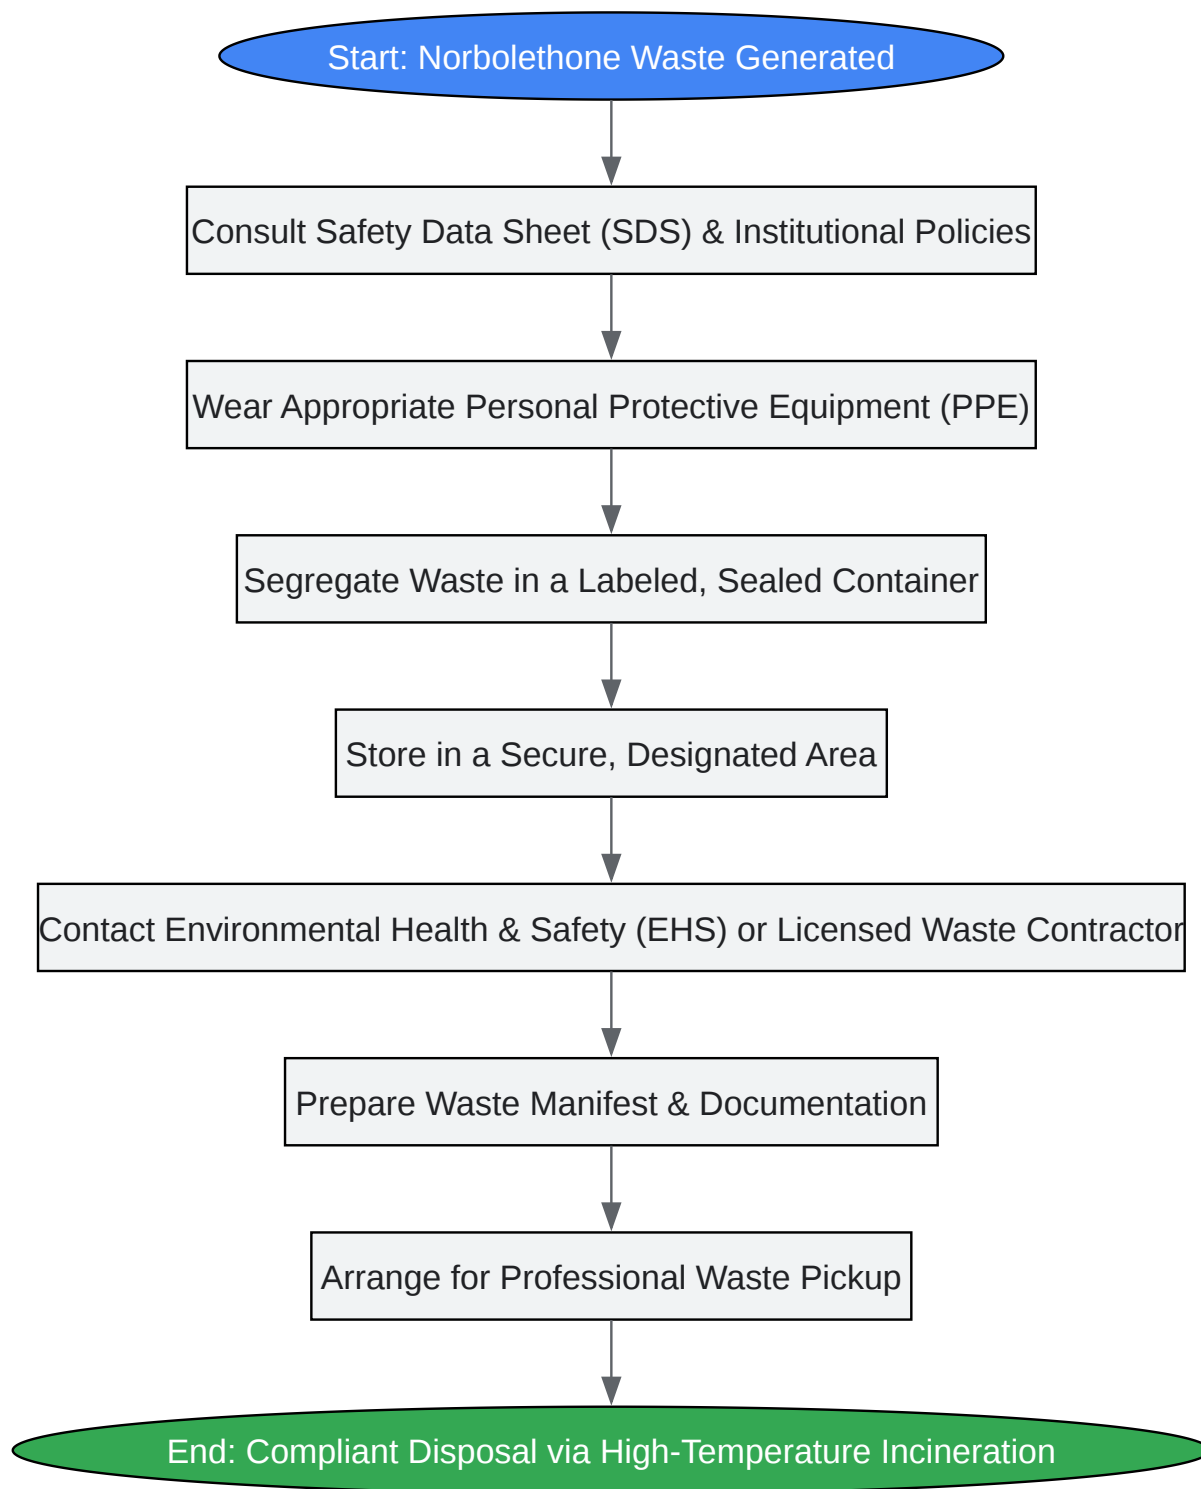 Start: Norbolethone Waste Generated
Consult Safety Data Sheet (SDS) & Institutional Policies
Wear Appropriate Personal Protective Equipment (PPE)
Segregate Waste in a Labeled, Sealed Container
Store in a Secure, Designated Area
Contact Environmental Health & Safety (EHS) or Licensed Waste Contractor
Prepare Waste Manifest & Documentation
Arrange for Professional Waste Pickup
End: Compliant Disposal via High-Temperature Incineration